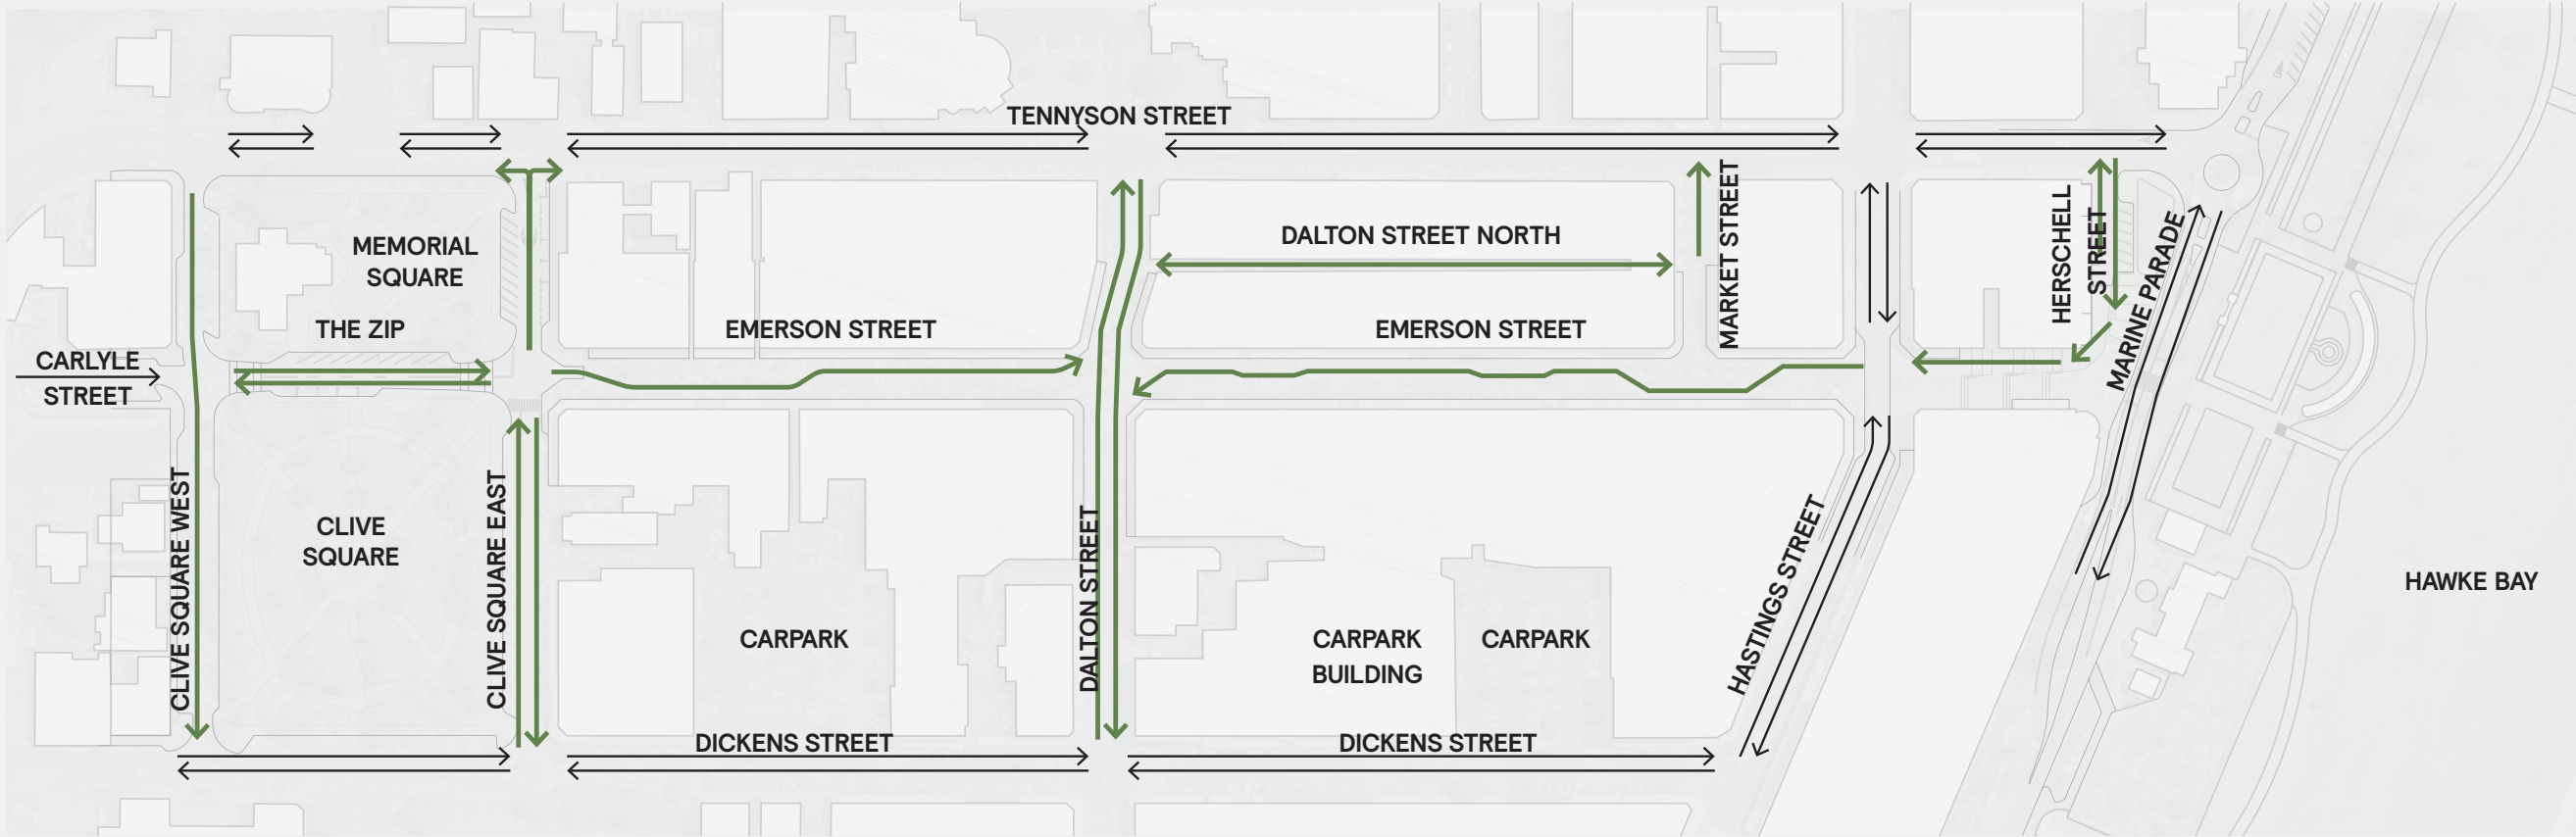 TENNYSON STREET
MEMORIAL
SQUARE
DALTON STREET NORTH
MARKET STREET
HERSCHELL
STREET
MARINE PARADE
THE ZIP
EMERSON STREET
EMERSON STREET
CARLYLE
STREET
CLIVE SQUARE WEST
CLIVE
SQUARE
CLIVE SQUARE EAST
DALTON STREET
HASTINGS STREET
HAWKE BAY
CARPARK
CARPARK
BUILDING
CARPARK
DICKENS STREET
DICKENS STREET